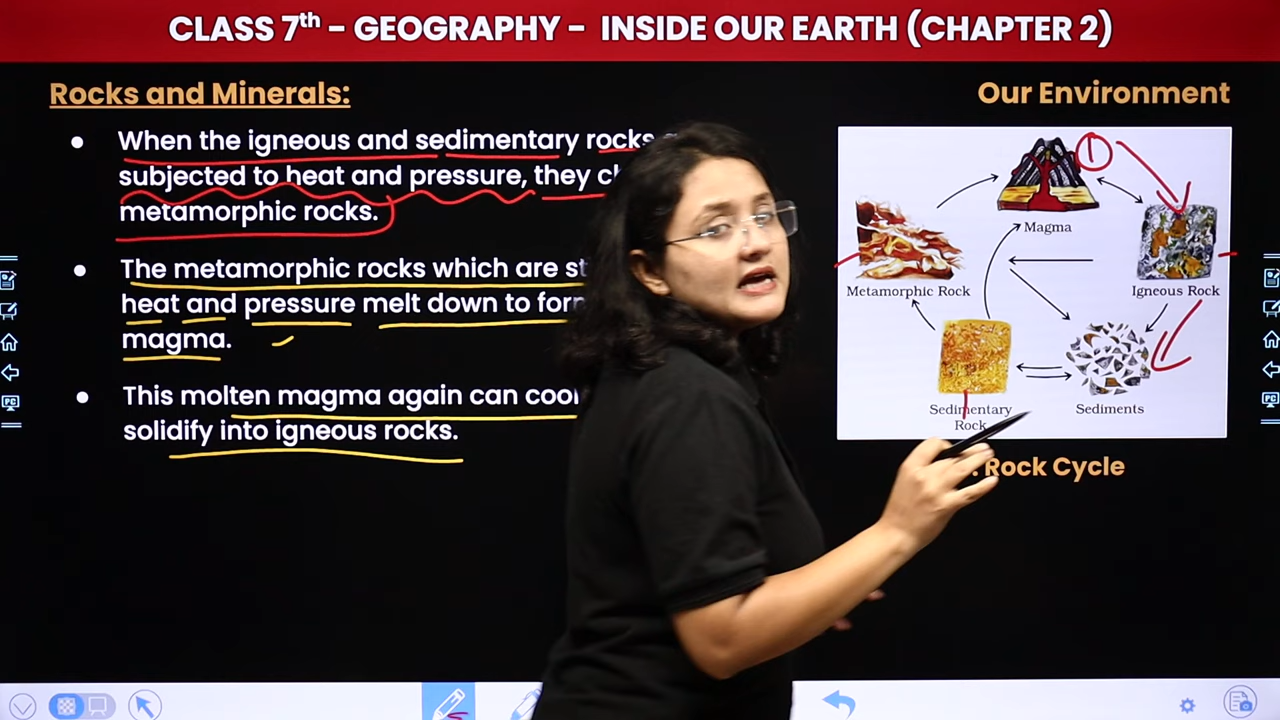 CLASS 7th - GEOGRAPHY - INSIDE OUR EARTH (CHAPTER 2)
Rocks and Minerals:
Our Environment
• When the igneous and sedimentary rocks
subjected to heat and pressure, they
metamorphic rocks.
• The metamorphic rocks which are
heat and pressure melt down to
magma.
• This molten magma again can
solidify into igneous rocks.
1
Magma
Metamorphic Rock
Igneous Rock
Sedimentary
Rock
Sediments
Rock Cycle
PC
PC